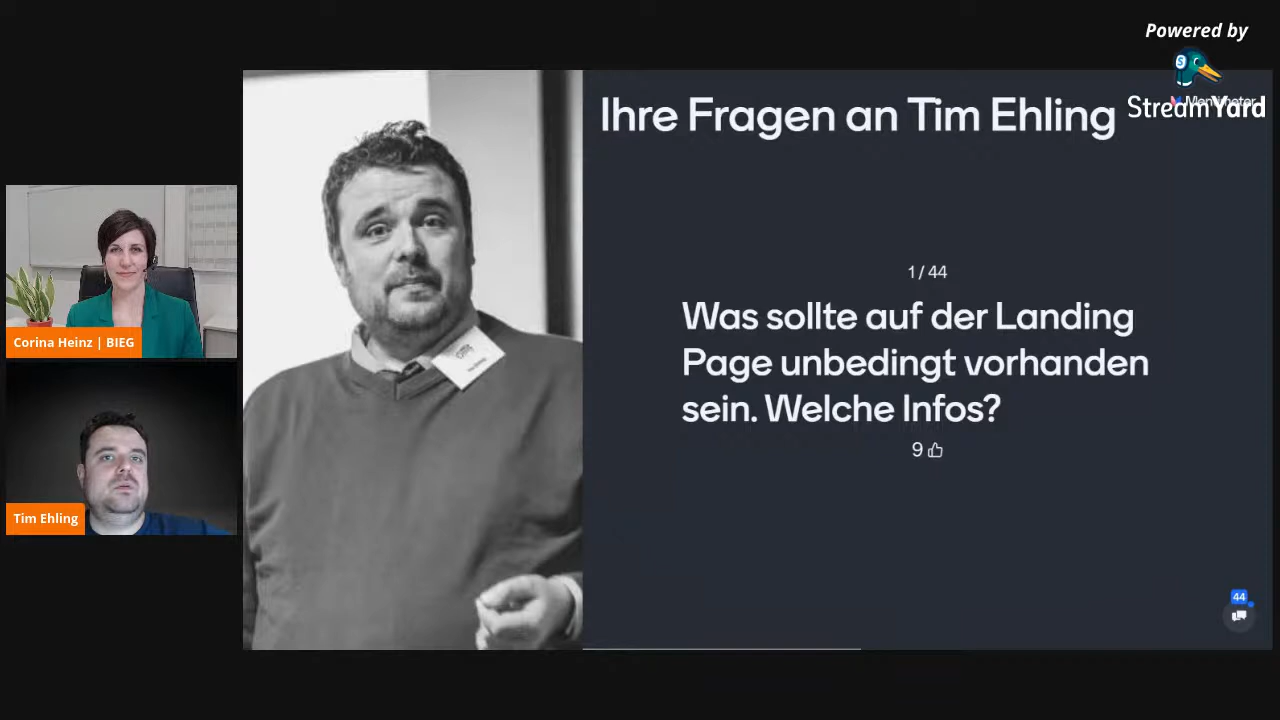 Powered by
StreamYard
Ihre Fragen an Tim Ehling
1 / 44
Was sollte auf der Landing
Page unbedingt vorhanden
sein. Welche Infos?
9
44
Corina Heinz | BIEG
Tim Ehling